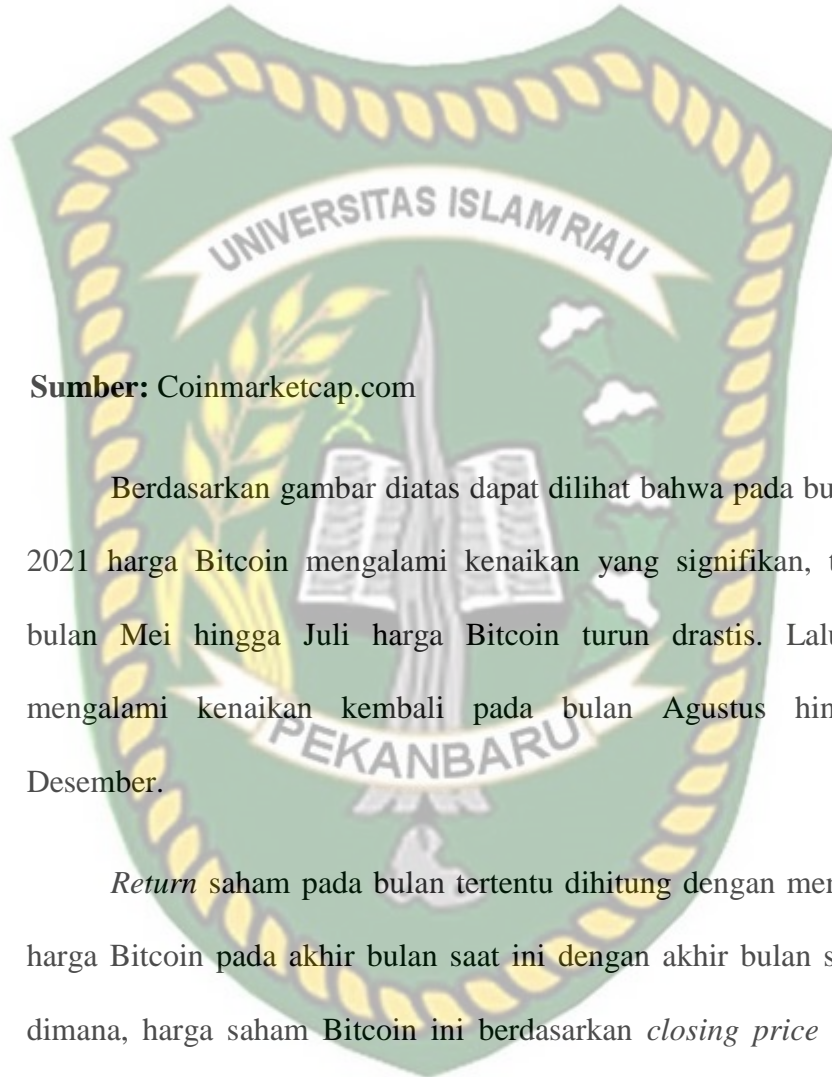 UNIVERSITAS ISLAM RIAU
Sumber: Coinmarketcap.com
Berdasarkan gambar diatas dapat dilihat bahwa pada bu
2021 harga Bitcoin mengalami kenaikan yang signifikan, t
bulan Mei hingga Juli harga Bitcoin turun drastis. Lalu
mengalami kenaikan kembali pada bulan Agustus hin
PEKANBARU
Desember.
Return saham pada bulan tertentu dihitung dengan mer
harga Bitcoin pada akhir bulan saat ini dengan akhir bulan s
dimana, harga saham Bitcoin ini berdasarkan closing price